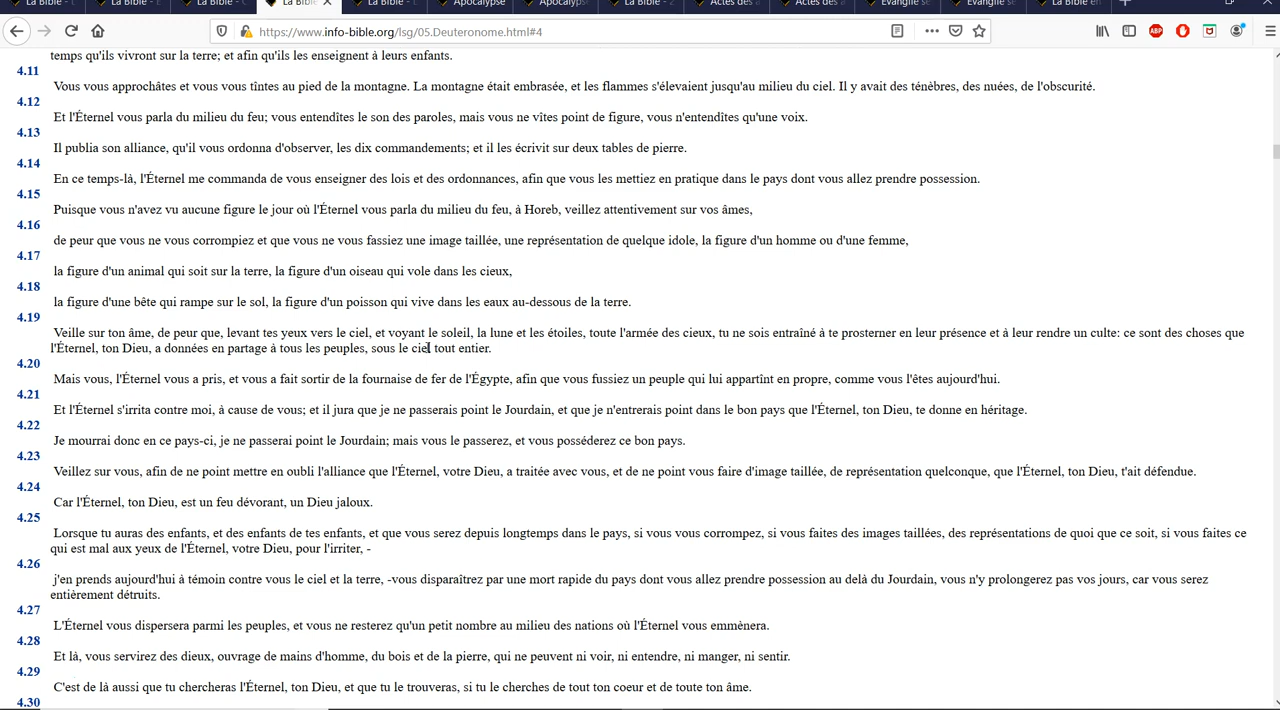 La Bible - La Bible - E La Bible - C La Bi La Bible - L Apocalypse Apocalyps La Bible - 2 Actes des a Actes des a Évangile se Évangile se La Bible en
https://www.info-bible.org/lsg/05.Deuteronome.html#4
temps qu'ils vivront sur la terre; et afin qu'ils les enseignent à leurs enfants.
4.11
Vous vous approchâtes et vous vous tîntes au pied de la montagne. La montagne était embrasée, et les flammes s'élevaient jusqu'au milieu du ciel. Il y avait des ténèbres, des nuées, de l'obscurité.
4.12
Et l'Éternel vous parla du milieu du feu; vous entendîtes le son des paroles, mais vous ne vîtes point de figure, vous n'entendîtes qu'une voix.
4.13
Il publia son alliance, qu'il vous ordonna d'observer, les dix commandements; et il les écrivit sur deux tables de pierre.
4.14
En ce temps-là, l'Éternel me commanda de vous enseigner des lois et des ordonnances, afin que vous les mettiez en pratique dans le pays dont vous allez prendre possession.
4.15
Puisque vous n'avez vu aucune figure le jour où l'Éternel vous parla du milieu du feu, à Horeb, veillez attentivement sur vos âmes,
4.16
de peur que vous ne vous corrompiez et que vous ne vous fassiez une image taillée, une représentation de quelque idole, la figure d'un homme ou d'une femme,
4.17
la figure d'un animal qui soit sur la terre, la figure d'un oiseau qui vole dans les cieux,
4.18
la figure d'une bête qui rampe sur le sol, la figure d'un poisson qui vive dans les eaux au-dessous de la terre.
4.19
Veille sur ton âme, de peur que, levant tes yeux vers le ciel, et voyant le soleil, la lune et les étoiles, toute l'armée des cieux, tu ne sois entraîné à te prosterner en leur présence et à leur rendre un culte: ce sont des choses que
l'Éternel, ton Dieu, a données en partage à tous les peuples, sous le ciel tout entier.
4.20
Mais vous, l'Éternel vous a pris, et vous a fait sortir de la fournaise de fer de l'Égypte, afin que vous fussiez un peuple qui lui appartînt en propre, comme vous l'êtes aujourd'hui.
4.21
Et l'Éternel s'irrita contre moi, à cause de vous; et il jura que je ne passerais point le Jourdain, et que je n'entrerais point dans le bon pays que l'Éternel, ton Dieu, te donne en héritage.
4.22
Je mourrai donc en ce pays-ci, je ne passerai point le Jourdain; mais vous le passerez, et vous posséderez ce bon pays.
4.23
Veillez sur vous, afin de ne point mettre en oubli l'alliance que l'Éternel, votre Dieu, a traitée avec vous, et de ne point vous faire d'image taillée, de représentation quelconque, que l'Éternel, ton Dieu, t'ait défendue.
4.24
Car l'Éternel, ton Dieu, est un feu dévorant, un Dieu jaloux.
4.25
Lorsque tu auras des enfants, et des enfants de tes enfants, et que vous serez depuis longtemps dans le pays, si vous vous corrompez, si vous faites des images taillées, des représentations de quoi que ce soit, si vous faites ce
qui est mal aux yeux de l'Éternel, votre Dieu, pour l'irriter, -
4.26
j'en prends aujourd'hui à témoin contre vous le ciel et la terre, -vous disparaîtrez par une mort rapide du pays dont vous allez prendre possession au delà du Jourdain, vous n'y prolongerez pas vos jours, car vous serez
entièrement détruits.
4.27
L'Éternel vous dispersera parmi les peuples, et vous ne resterez qu'un petit nombre au milieu des nations où l'Éternel vous emmènera.
4.28
Et là, vous servirez des dieux, ouvrage de mains d'homme, du bois et de la pierre, qui ne peuvent ni voir, ni entendre, ni manger, ni sentir.
4.29
C'est de là aussi que tu chercheras l'Éternel, ton Dieu, et que tu le trouveras, si tu le cherches de tout ton coeur et de toute ton âme.
4.30